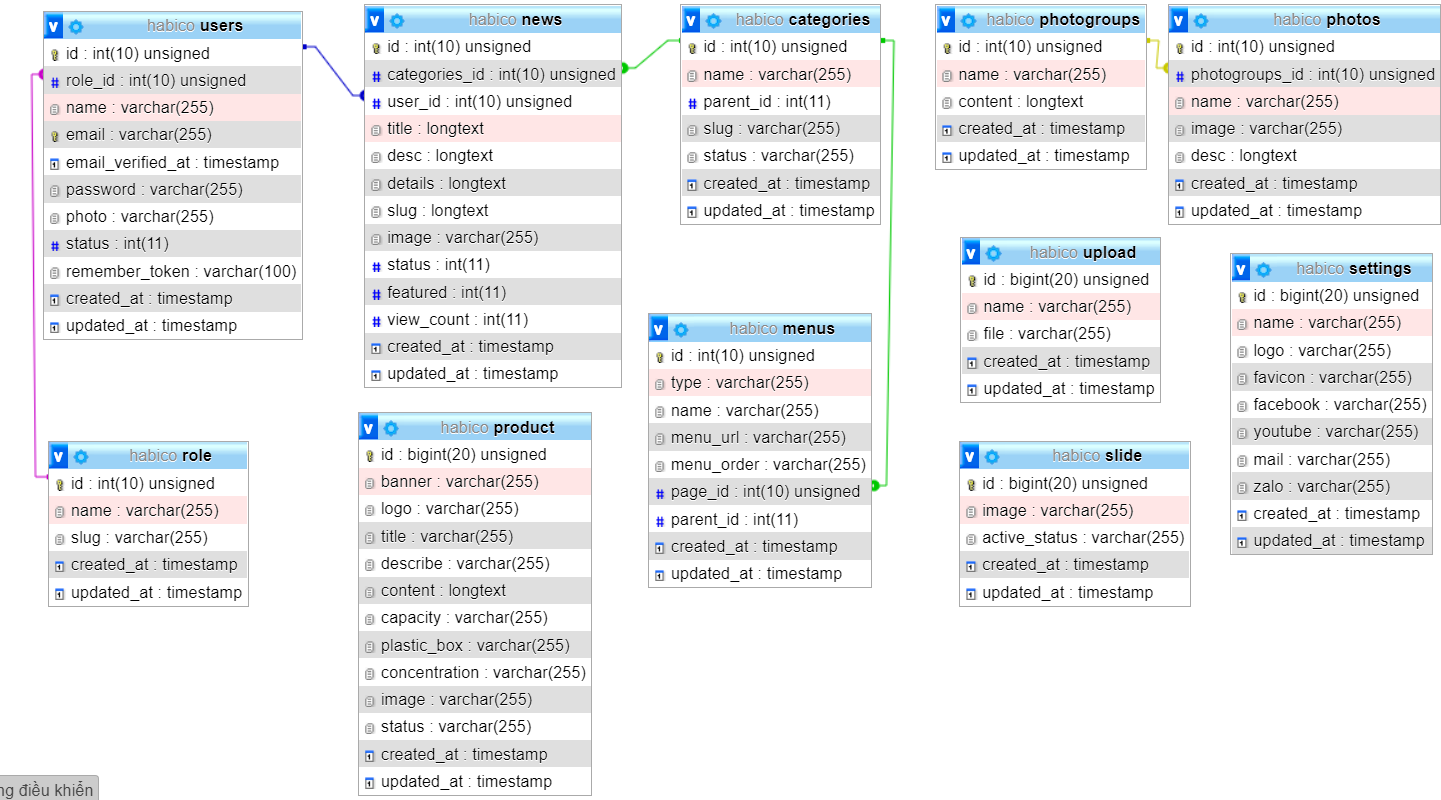 habico users
id : int(10) unsigned
role_id : int(10) unsigned
name : varchar(255)
email : varchar(255)
email_verified_at : timestamp
password : varchar(255)
photo : varchar(255)
status : int(11)
remember_token : varchar(100)
created_at : timestamp
updated_at : timestamp
habico news
id : int(10) unsigned
categories_id : int(10) unsigned
user_id : int(10) unsigned
title : longtext
desc : longtext
details : longtext
slug : longtext
image : varchar(255)
status : int(11)
featured : int(11)
view_count : int(11)
created_at : timestamp
updated_at : timestamp
habico categories
id : int(10) unsigned
name : varchar(255)
parent_id : int(11)
slug : varchar(255)
status : varchar(255)
created_at : timestamp
updated_at : timestamp
habico photogroups
id : int(10) unsigned
name : varchar(255)
content : longtext
created_at : timestamp
updated_at : timestamp
habico photos
id : int(10) unsigned
photogroups_id : int(10) unsigned
name : varchar(255)
image : varchar(255)
desc : longtext
created_at : timestamp
updated_at : timestamp
habico upload
id : bigint(20) unsigned
name : varchar(255)
file : varchar(255)
created_at : timestamp
updated_at : timestamp
habico settings
id : bigint(20) unsigned
name : varchar(255)
logo : varchar(255)
favicon : varchar(255)
facebook : varchar(255)
youtube : varchar(255)
mail : varchar(255)
zalo : varchar(255)
created_at : timestamp
updated_at : timestamp
habico menus
id : int(10) unsigned
type : varchar(255)
name : varchar(255)
menu_url : varchar(255)
menu_order : varchar(255)
page_id : int(10) unsigned
parent_id : int(11)
created_at : timestamp
updated_at : timestamp
habico role
id : int(10) unsigned
name : varchar(255)
slug : varchar(255)
created_at : timestamp
updated_at : timestamp
habico product
id : bigint(20) unsigned
banner : varchar(255)
logo : varchar(255)
title : varchar(255)
describe : varchar(255)
content : longtext
capacity : varchar(255)
plastic_box : varchar(255)
concentration : varchar(255)
image : varchar(255)
status : varchar(255)
created_at : timestamp
updated_at : timestamp
habico slide
id : bigint(20) unsigned
image : varchar(255)
active_status : varchar(255)
created_at : timestamp
updated_at : timestamp
ng điều khiển